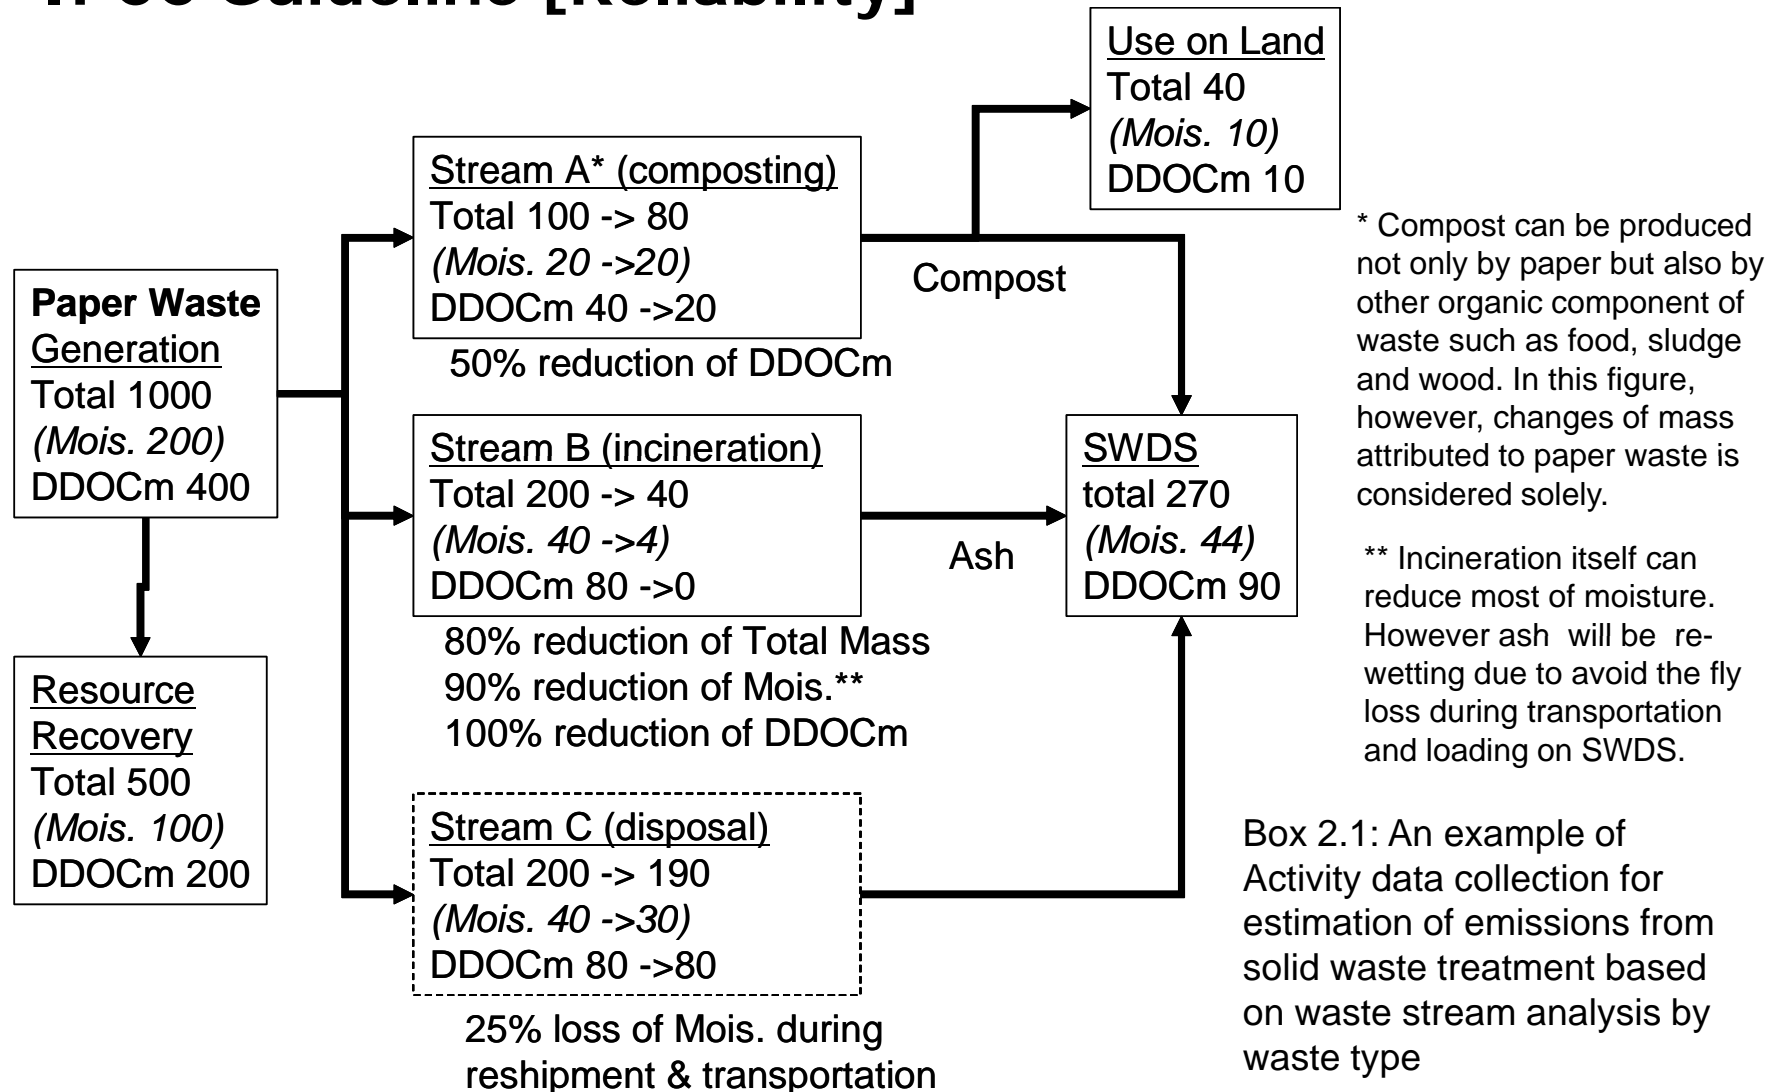 Guideline [Reliability]
Use on Land
Total 40
(Mois. 10)
DDOCm 10
Stream A* (composting)
Total 100 -> 80
(Mois. 20 ->20)
DDOCm 40 ->20
50% reduction of DDOCm
Compost
Paper Waste
Generation
Total 1000
(Mois. 200)
DDOCm 400
Stream B (incineration)
Total 200 -> 40
(Mois. 40 ->4)
DDOCm 80 ->0
80% reduction of Total Mass
90% reduction of Mois.**
100% reduction of DDOCm
Ash
SWDS
total 270
(Mois. 44)
DDOCm 90
Resource
Recovery
Total 500
(Mois. 100)
DDOCm 200
Stream C (disposal)
Total 200 -> 190
(Mois. 40 ->30)
DDOCm 80 ->80
25% loss of Mois. during
reshipment & transportation
* Compost can be produced
not only by paper but also by
other organic component of
waste such as food, sludge
and wood. In this figure,
however, changes of mass
attributed to paper waste is
considered solely.
** Incineration itself can
reduce most of moisture.
However ash will be re-
wetting due to avoid the fly
loss during transportation
and loading on SWDS.
Box 2.1: An example of
Activity data collection for
estimation of emissions from
solid waste treatment based
on waste stream analysis by
waste type